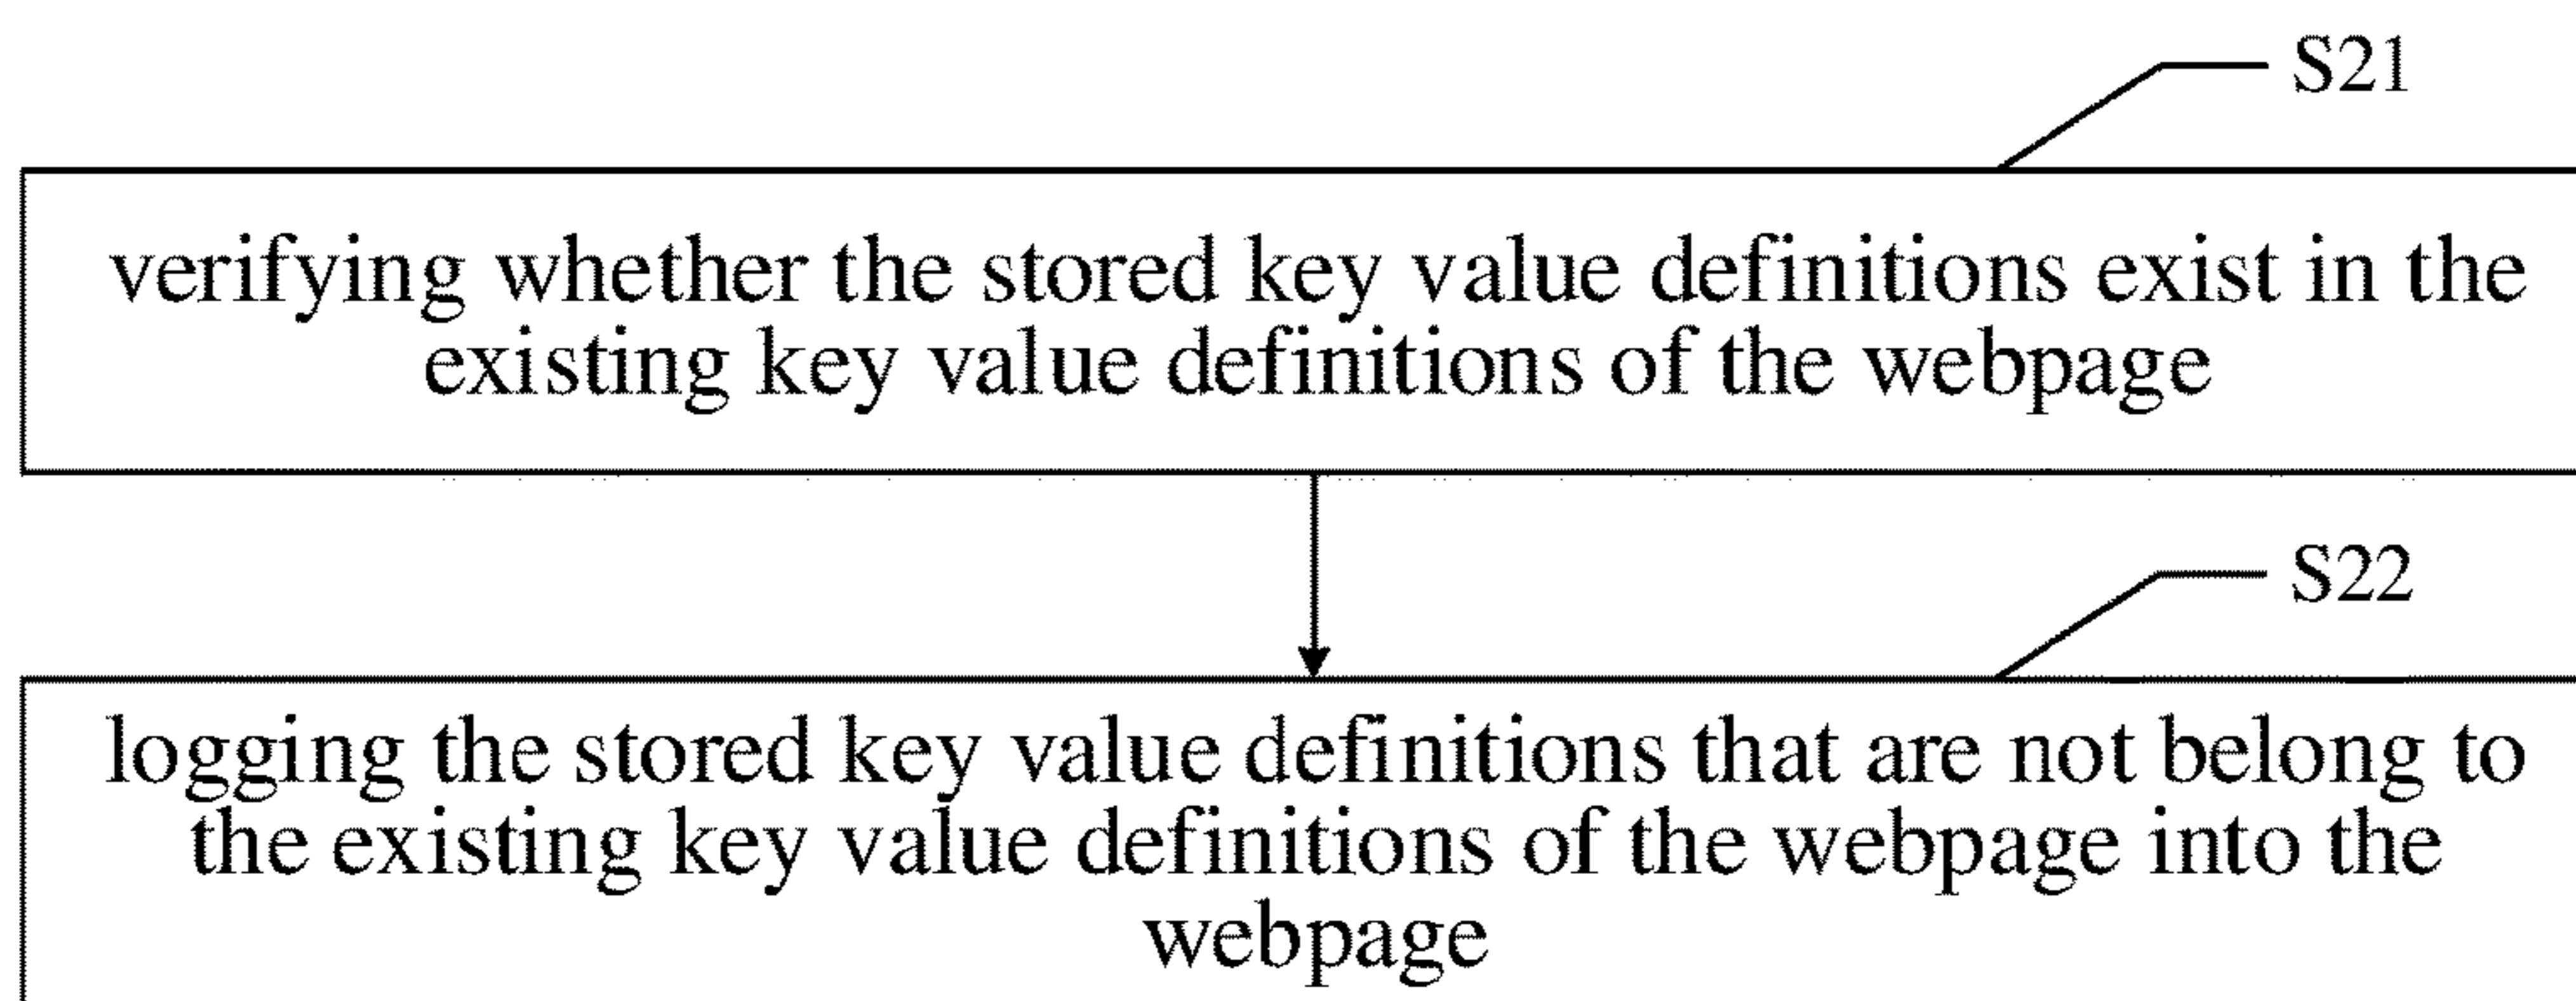 S21
verifying whether the stored key value definitions exist in the
existing key value definitions of the webpage
S22
logging the stored key value definitions that are not belong to
the existing key value definitions of the webpage into the
webpage